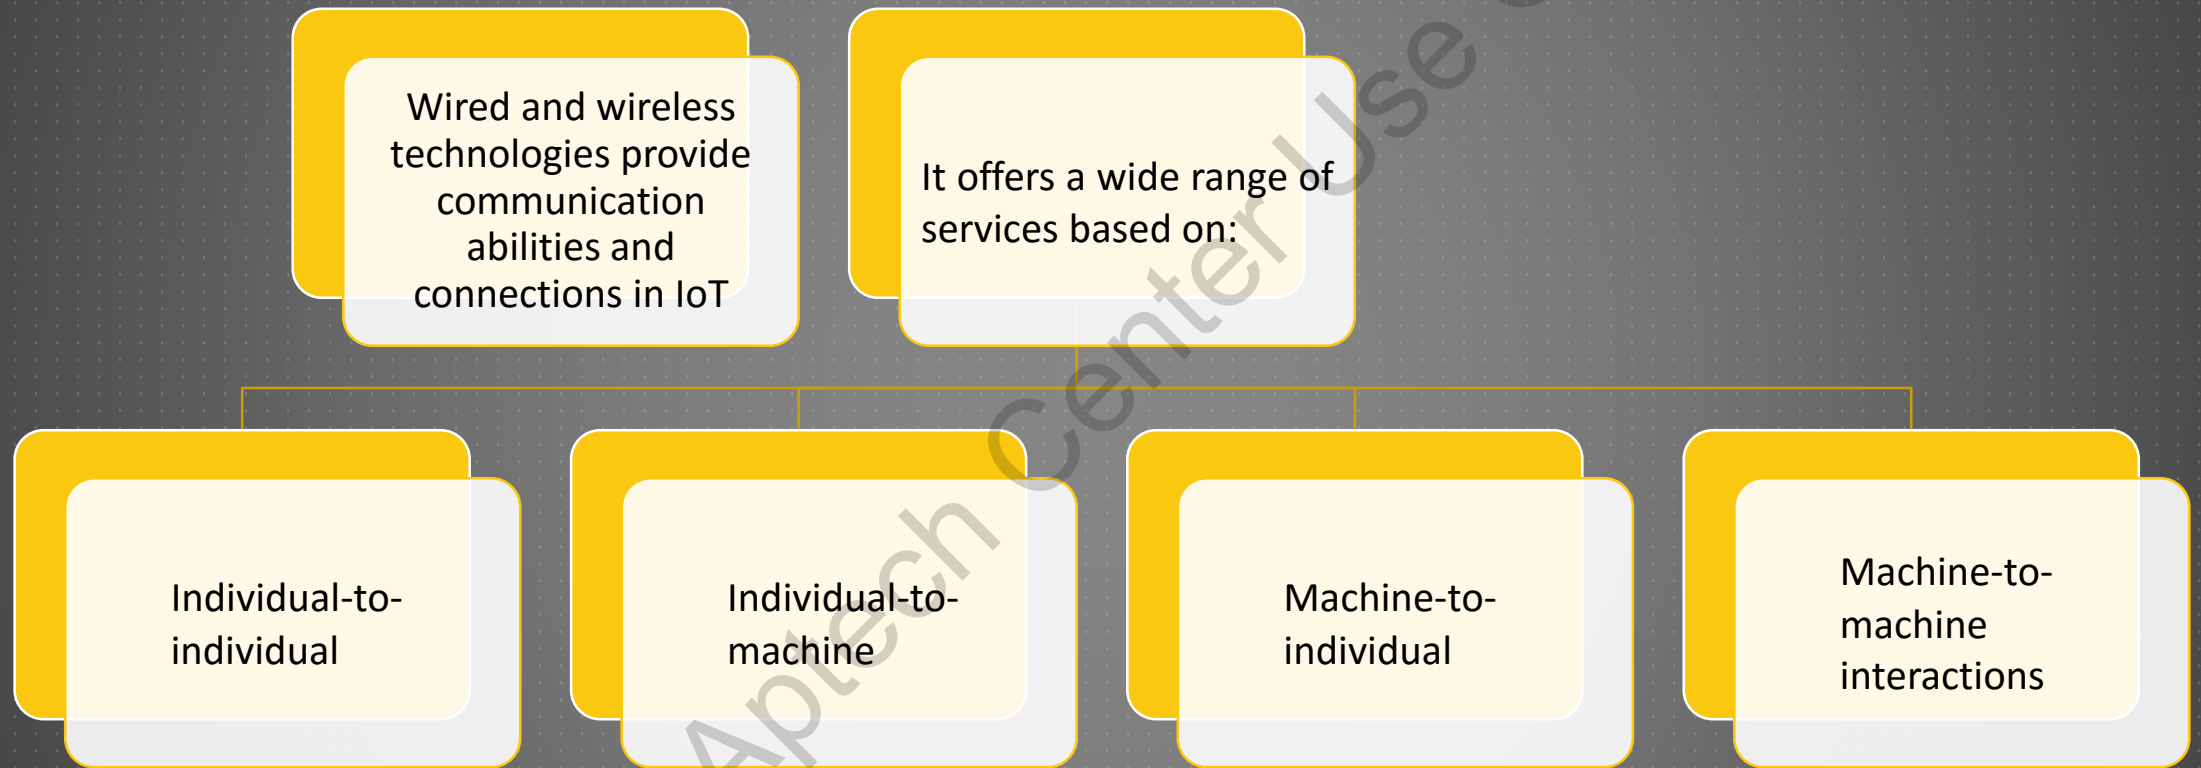 Wired and wireless
technologies provide
communication
abilities and
connections in IoT
It offers a wide range of
services based on:
Individual-to-
individual
Individual-to-
machine
Machine-to-
individual
Machine-to-
machine
interactions
Aptech Center Use